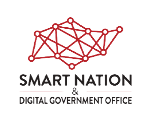 SMART NATION
&
DIGITAL GOVERNMENT OFFICE